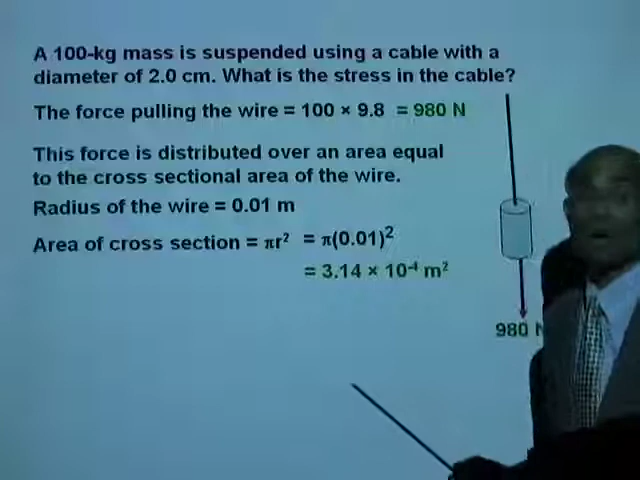 A 100-kg mass is suspended using a cable with a
diameter of 2.0 cm. What is the stress in the cable?
The force pulling the wire = 100 × 9.8 = 980 N
This force is distributed over an area equal
to the cross sectional area of the wire.
Radius of the wire = 0.01 m
Area of cross section = πr² = π(0.01)²
= 3.14 × 10⁻⁴ m²
980 N